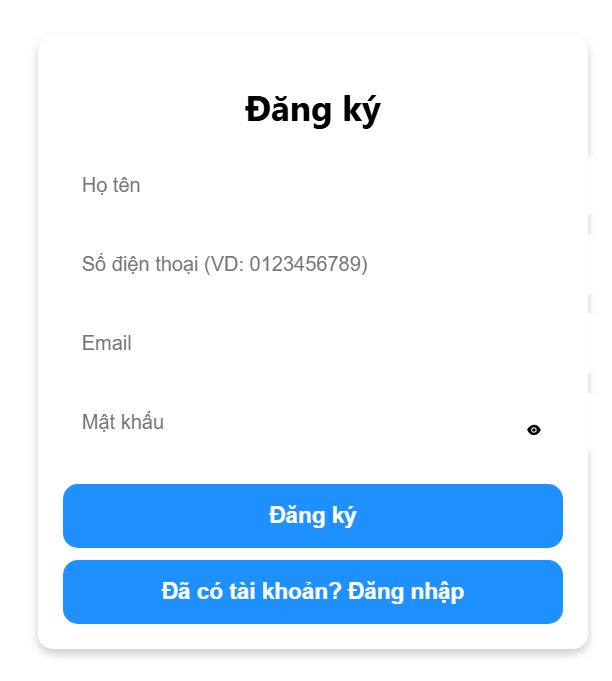 Đăng ký
Họ tên
Số điện thoại (VD: 0123456789)
Email
Mật khẩu
Đăng ký
Đã có tài khoản? Đăng nhập